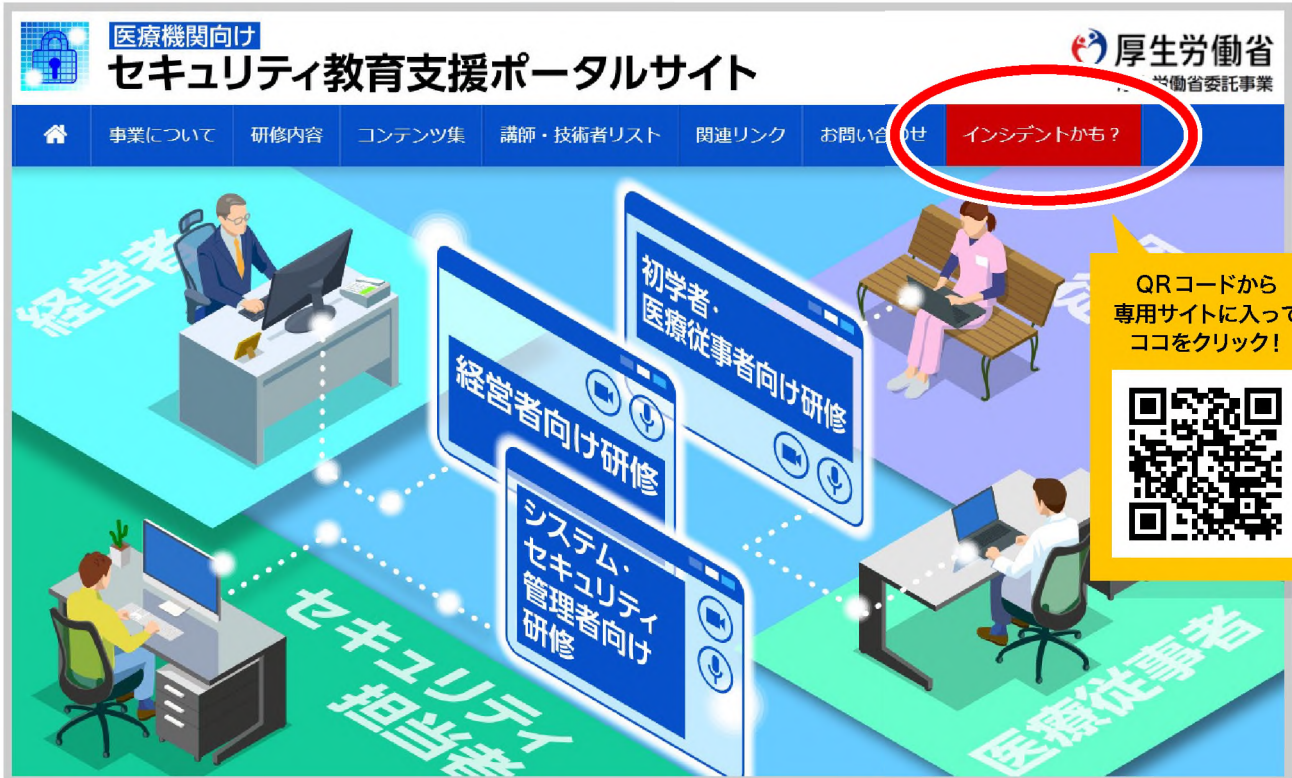 医療機関向け
セキュリティ教育支援ポータルサイト
厚生労働省
労働省委託事業
事業について
研修内容
コンテンツ集
講師・技術者リスト
関連リンク
お問い合わせ
インシデントかも？
経営者
初学者・
医療従事者向け研修
経営者向け研修
システム・
セキュリティ
管理者向け
研修
QRコードから
専用サイトに入って
ココをクリック！
セキュリティ
担当者
医療従事者